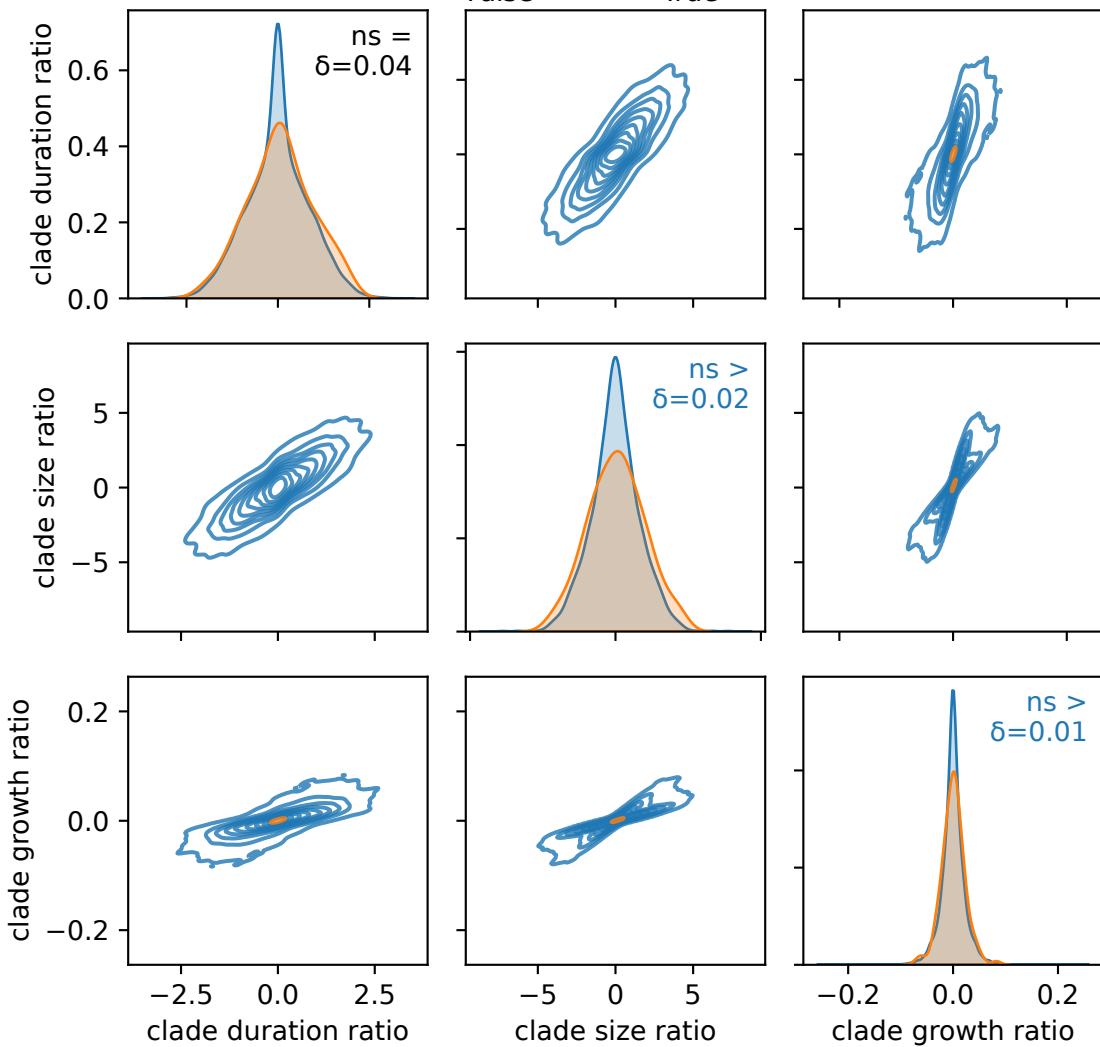 clade duration ratio
0.6
0.4
0.2
0.0
ns =
δ=0.04
clade size ratio
5
0
−5
ns >
δ=0.02
clade growth ratio
0.2
0.0
−0.2
ns >
δ=0.01
−2.5 0.0 2.5
−5 0 5
−0.2 0.0 0.2
clade duration ratio
clade size ratio
clade growth ratio